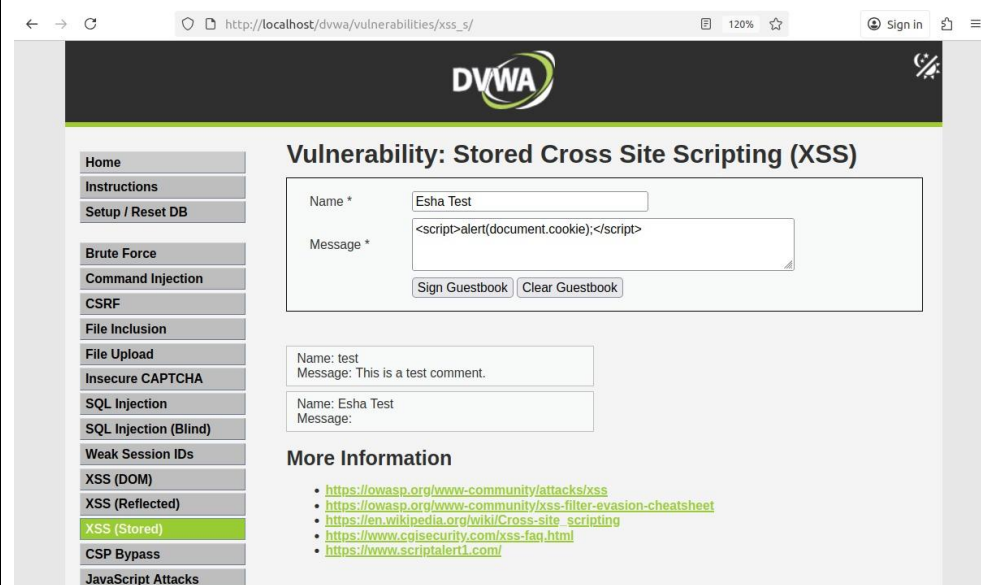 http://localhost/dvwa/vulnerabilities/xss_s/
120%
Sign in
DVWA
Home
Instructions
Setup / Reset DB
Brute Force
Command Injection
CSRF
File Inclusion
File Upload
Insecure CAPTCHA
SQL Injection
SQL Injection (Blind)
Weak Session IDs
XSS (DOM)
XSS (Reflected)
XSS (Stored)
CSP Bypass
JavaScript Attacks
Vulnerability: Stored Cross Site Scripting (XSS)
Name * Esha Test
Message * <script>alert(document.cookie);</script>
Sign Guestbook Clear Guestbook
Name: test
Message: This is a test comment.
Name: Esha Test
Message:
More Information
• https://owasp.org/www-community/attacks/xss
• https://owasp.org/www-community/xss-filter-evasion-cheatsheet
• https://en.wikipedia.org/wiki/Cross-site_scripting
• https://www.cgisecurity.com/xss-faq.html
• https://www.scriptalert1.com/